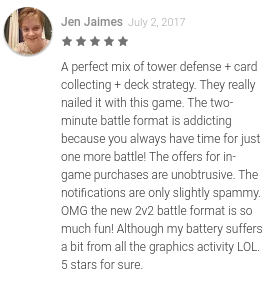 Jen Jaimes July 2, 2017
A perfect mix of tower defense + card
collecting + deck strategy. They really
nailed it with this game. The two-
minute battle format is addicting
because you always have time for just
one more battle! The offers for in-
game purchases are unobtrusive. The
notifications are only slightly spammy.
OMG the new 2v2 battle format is so
much fun! Although my battery suffers
a bit from all the graphics activity LOL.
5 stars for sure.